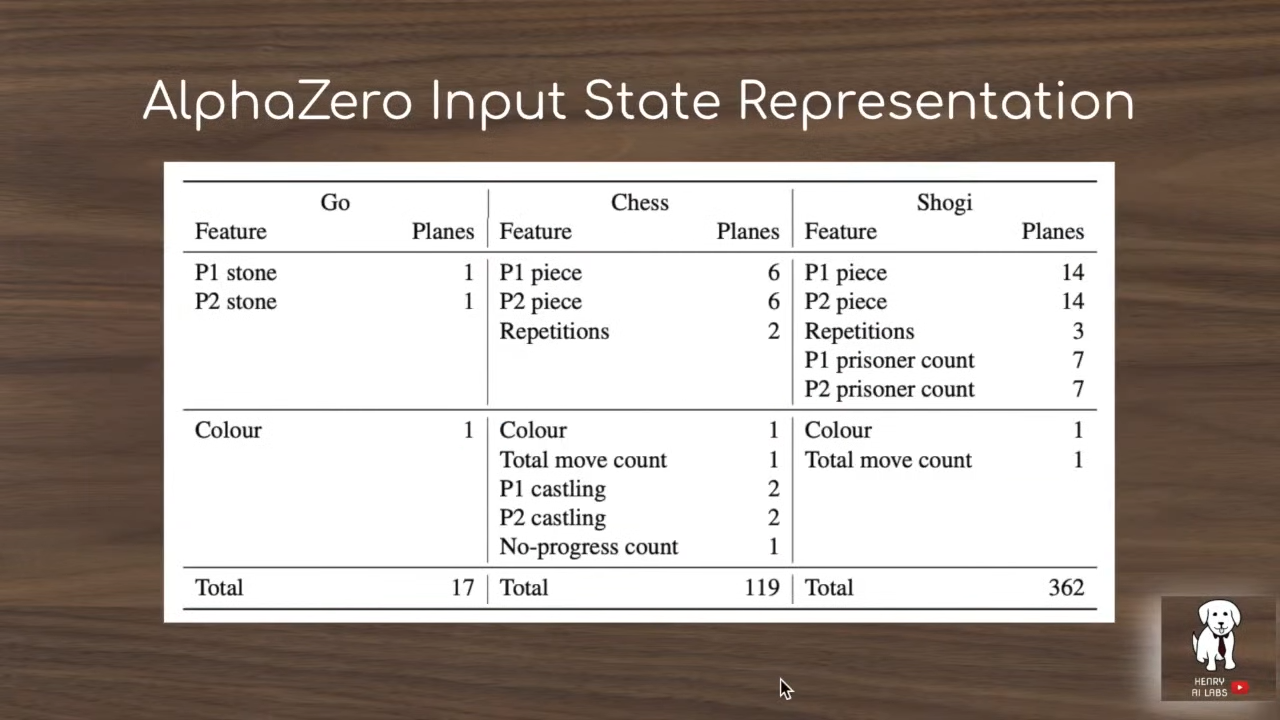 AlphaZero Input State Representation
Go Chess Shogi
Feature Planes Feature Planes Feature Planes
P1 stone 1 P1 piece 6 P1 piece 14
P2 stone 1 P2 piece 6 P2 piece 14
Repetitions 2 Repetitions 3
P1 prisoner count 7
P2 prisoner count 7
Colour 1 Colour 1 Colour 1
Total move count 1 Total move count 1
P1 castling 2
P2 castling 2
No-progress count 1
Total 17 Total 119 Total 362
HENRY
AI LABS